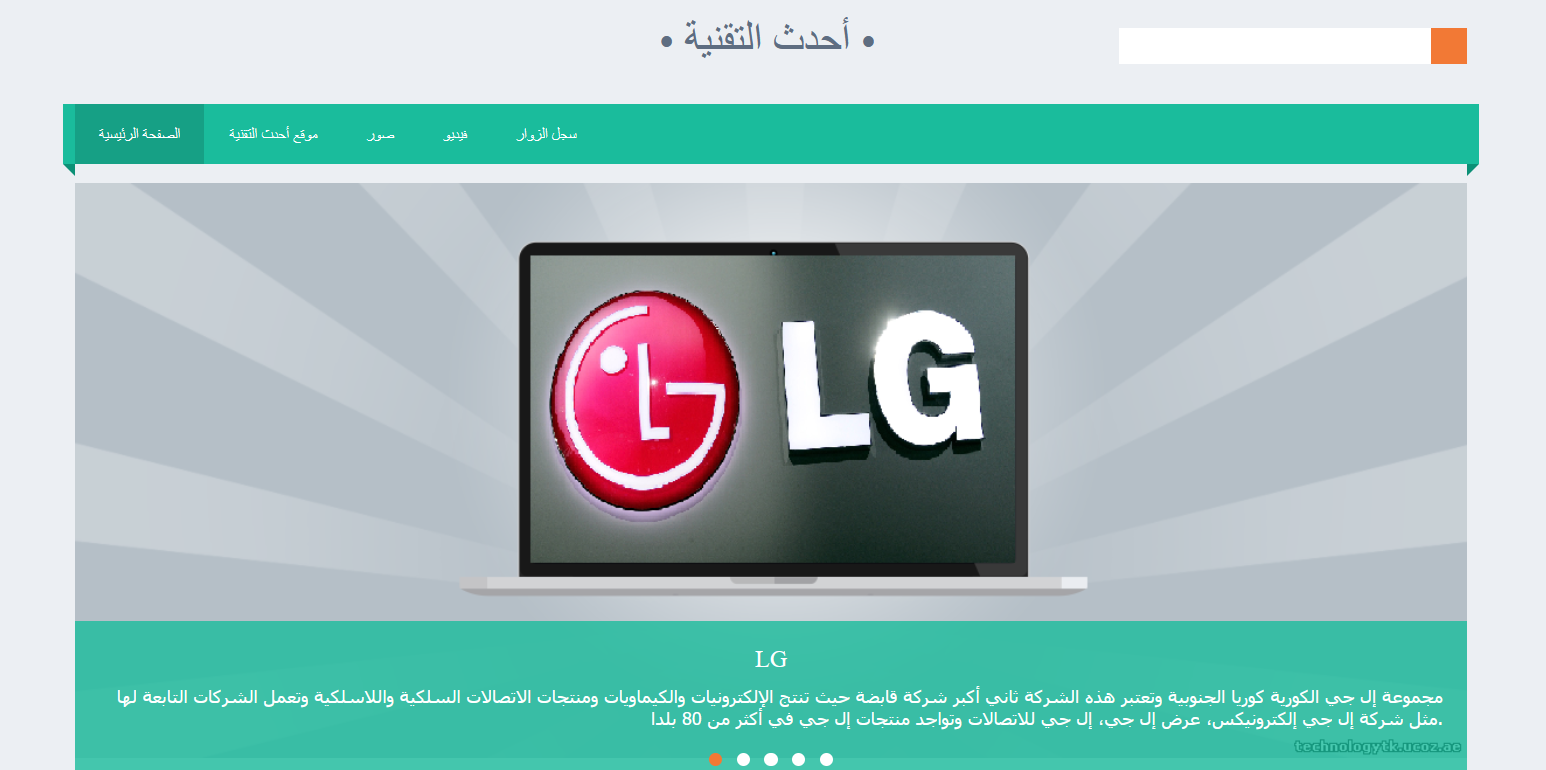 • أحدث التقنية •
الصفحة الرئيسية
موقع أحدث التقنية
صور
فيديو
سجل الزوار
LG
LG
LG
مجموعة إل جي الكورية كوريا الجنوبية وتعتبر هذه الشركة ثاني أكبر شركة قابضة حيث تنتج الإلكترونيات والكيماويات ومنتجات الاتصالات السلكية واللاسلكية وتعمل الشركات التابعة لها
.مثل شركة إل جي إلكترونيكس، عرض إل جي، إل جي للاتصالات وتواجد منتجات إل جي في أكثر من 80 بلدا
technologytk.ucoz.ae